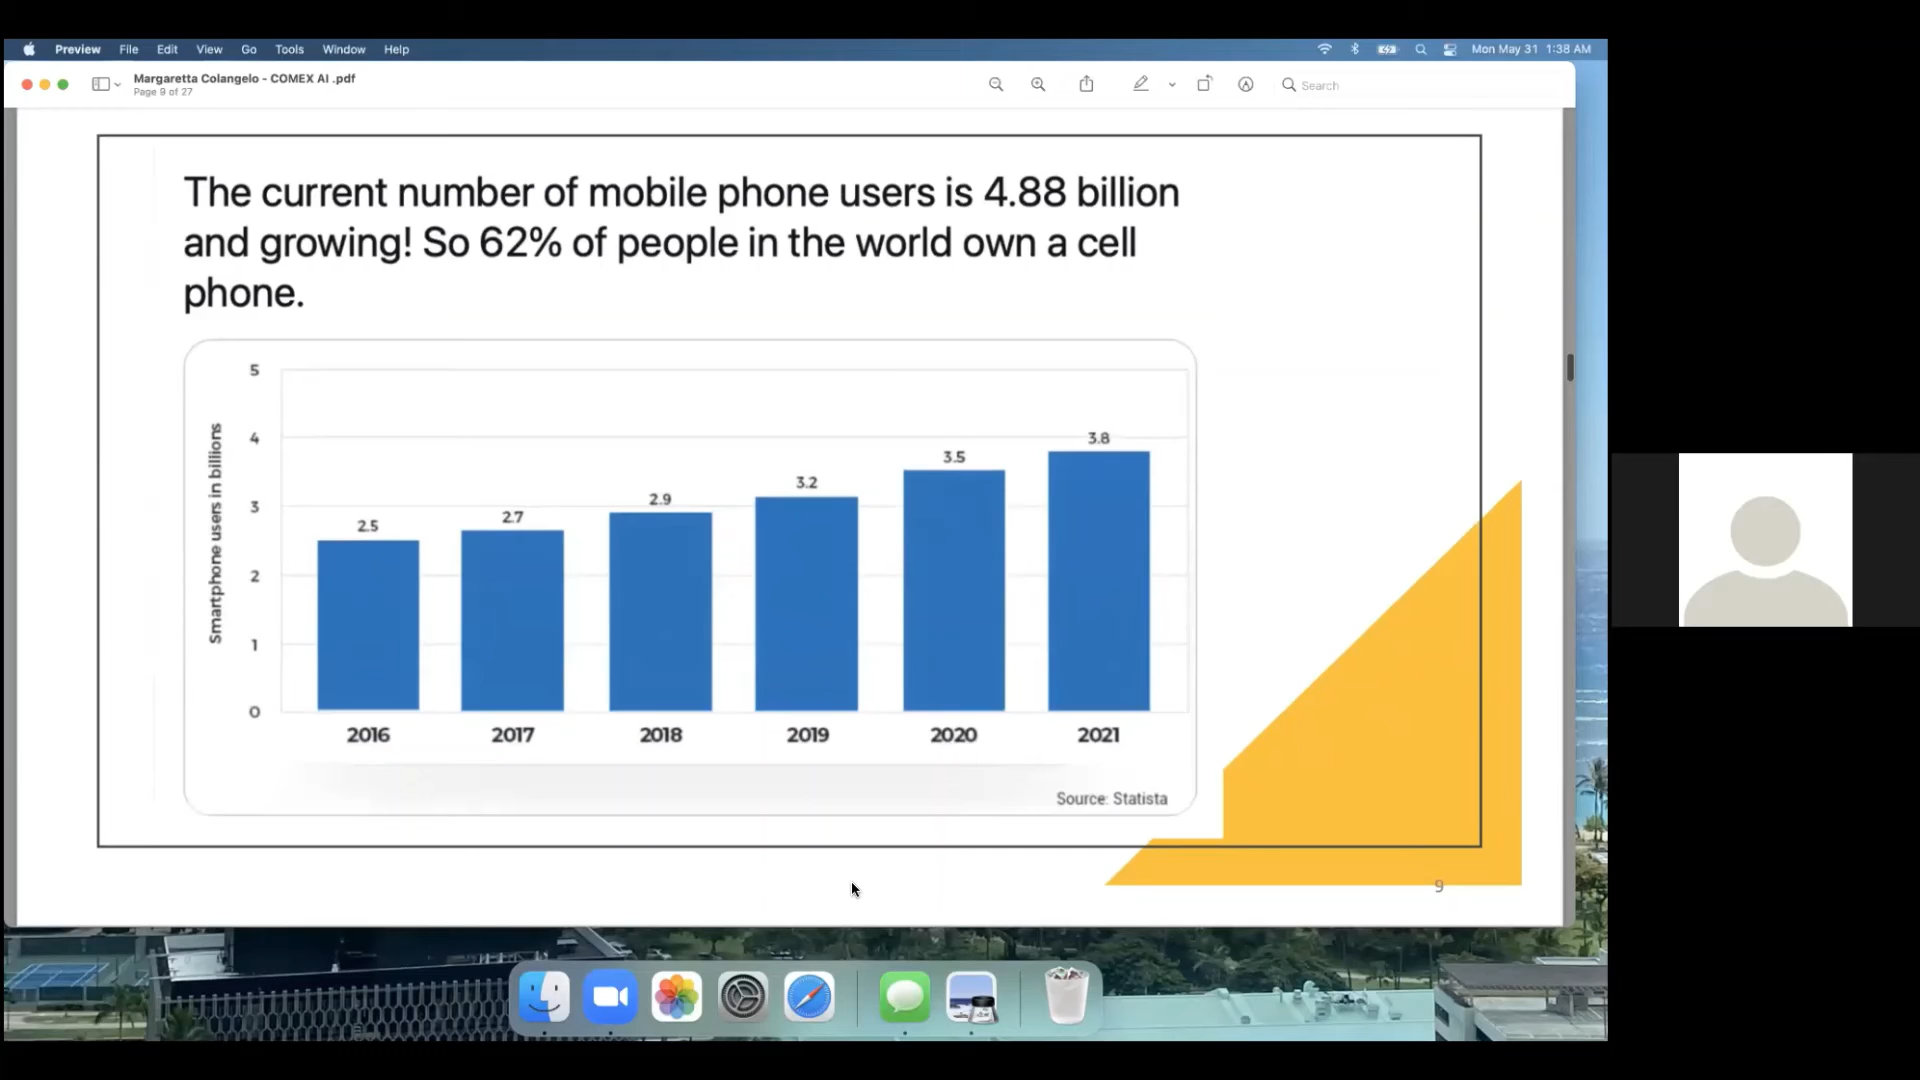 Preview File Edit View Go Tools Window Help
Mon May 31 1:38 AM
Margaretta Colangelo - COMEX AI .pdf
Page 9 of 27
Search
The current number of mobile phone users is 4.88 billion
and growing! So 62% of people in the world own a cell
phone.
Smartphone users in billions
5
4
3
2
1
0
2.5
2.7
2.9
3.2
3.5
3.8
2016 2017 2018 2019 2020 2021
Source: Statista
9